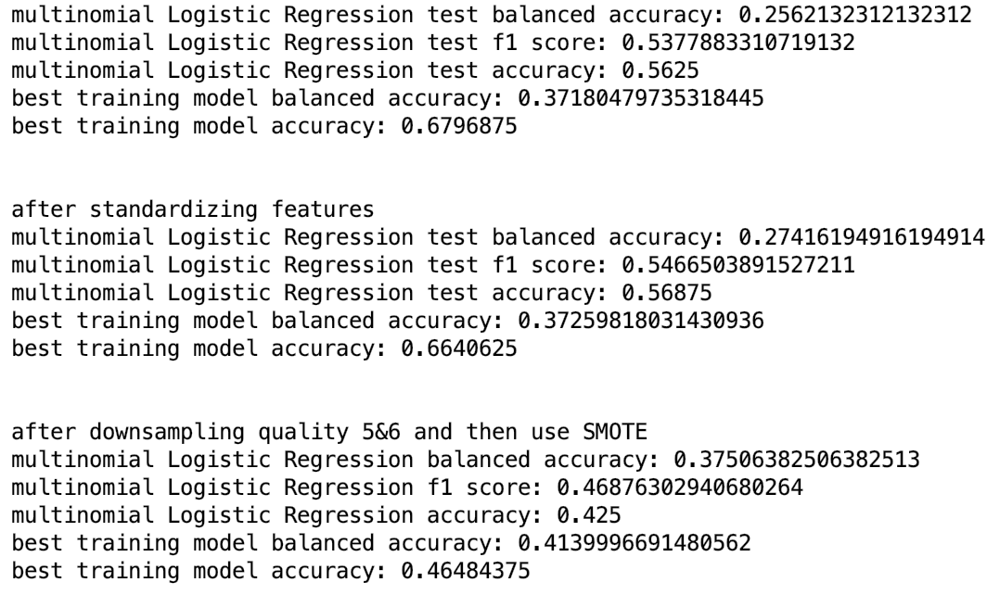 multinomial Logistic Regression test balanced accuracy: 0.2562132312132312
multinomial Logistic Regression test f1 score: 0.5377883310719132
multinomial Logistic Regression test accuracy: 0.5625
best training model balanced accuracy: 0.37180479735318445
best training model accuracy: 0.6796875
after standardizing features
multinomial Logistic Regression test balanced accuracy: 0.27416194916194914
multinomial Logistic Regression test f1 score: 0.5466503891527211
multinomial Logistic Regression test accuracy: 0.56875
best training model balanced accuracy: 0.37259818031430936
best training model accuracy: 0.6640625
after downsampling quality 5&6 and then use SMOTE
multinomial Logistic Regression balanced accuracy: 0.37506382506382513
multinomial Logistic Regression f1 score: 0.46876302940680264
multinomial Logistic Regression accuracy: 0.425
best training model balanced accuracy: 0.4139996691480562
best training model accuracy: 0.46484375